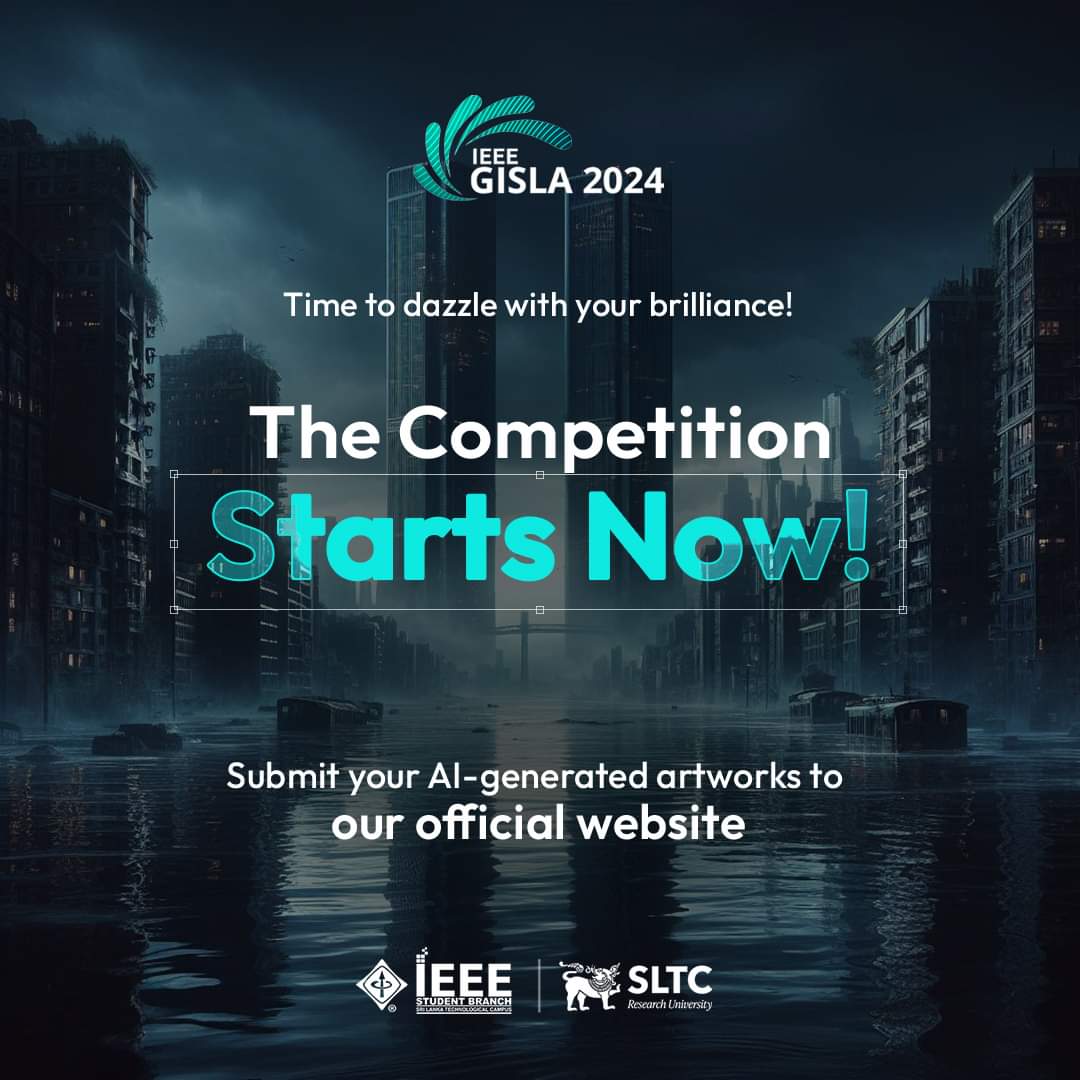 IEEE
GISLA 2024
Time to dazzle with your brilliance!
The Competition
Starts Now!
Submit your AI-generated artworks to
our official website
IEEE
STUDENT BRANCH
SRI LANKA TECHNOLOGICAL CAMPUS
®
SLTC
Research University